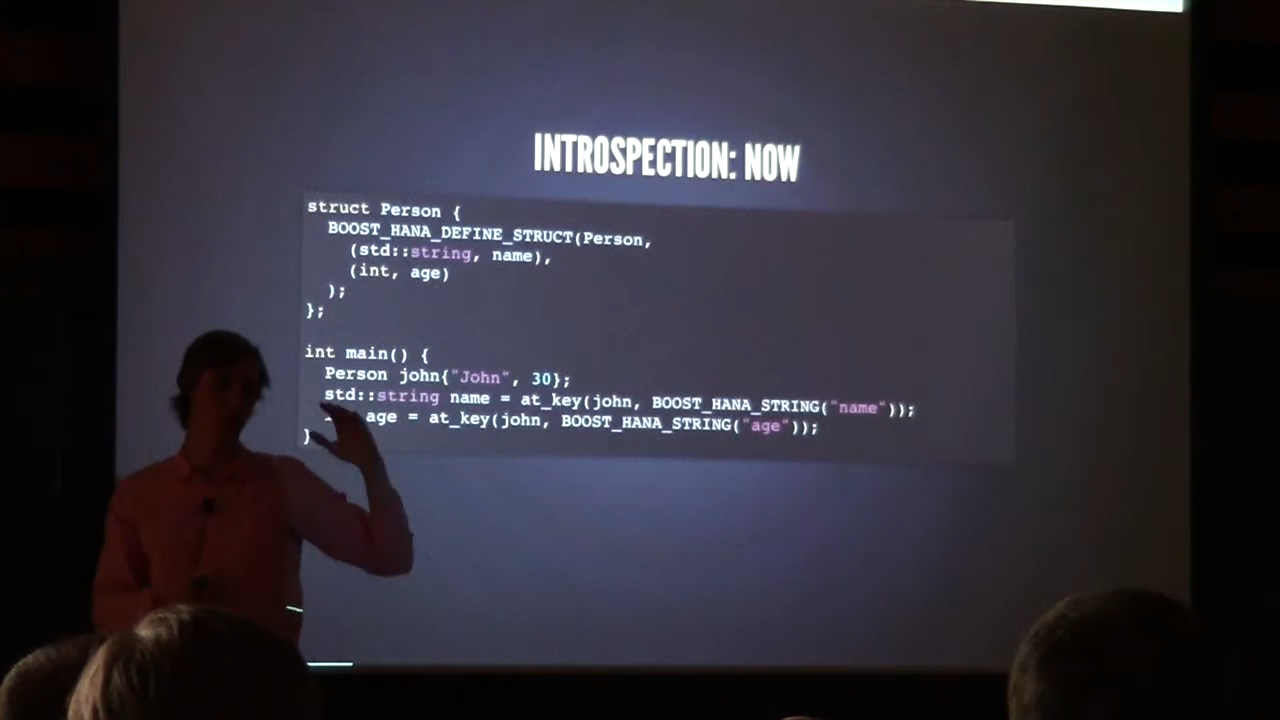 INTROSPECTION: NOW
struct Person {
BOOST_HANA_DEFINE_STRUCT(Person,
(std::string, name),
(int, age)
);
};
int main() {
Person john{"John", 30};
std::string name = at_key(john, BOOST_HANA_STRING("name"));
age = at_key(john, BOOST_HANA_STRING("age"));
}